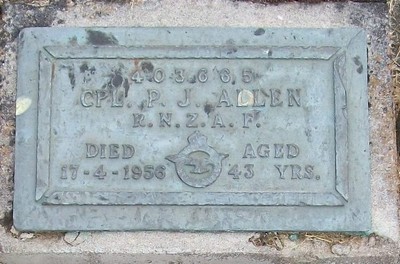 403665
CPL. P. J. ALLEN
R.N.Z.A.F.
DIED AGED
17-4-1956 43 YRS.